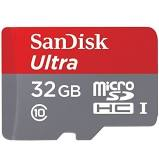 SanDisk
Ultra
32GB
micro
SD
HC I
10